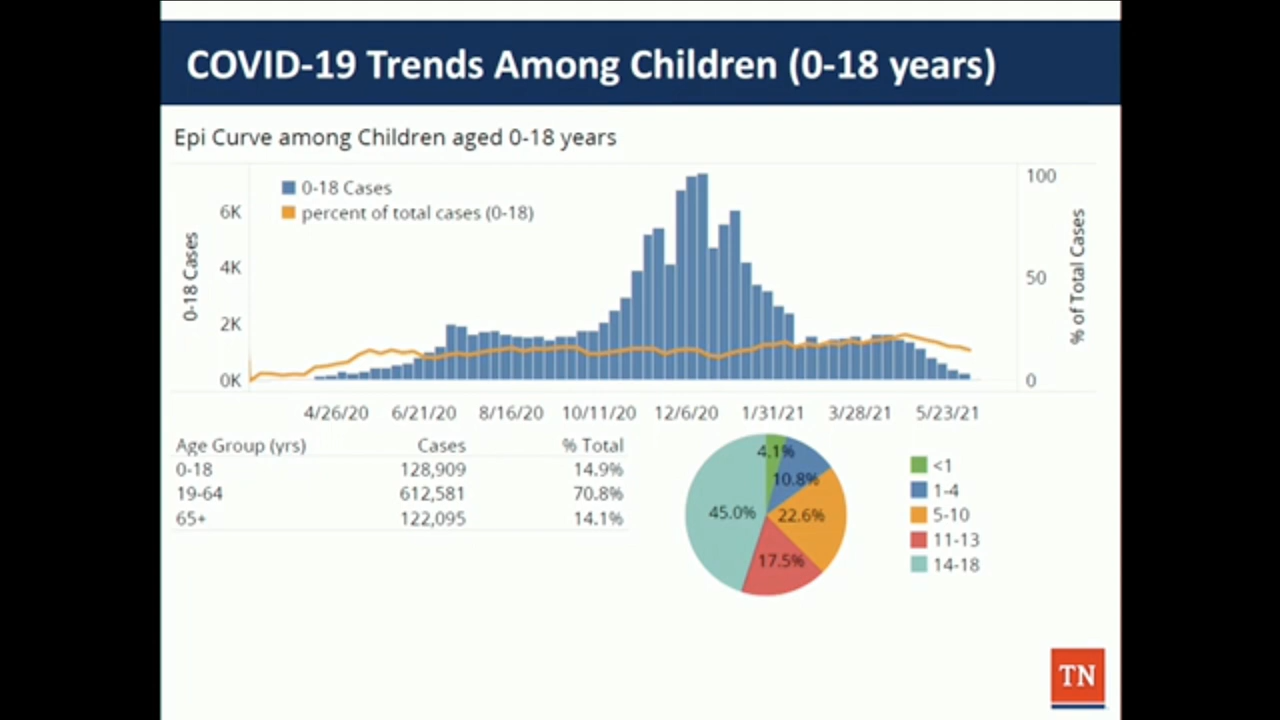 COVID-19 Trends Among Children (0-18 years)
Epi Curve among Children aged 0-18 years
0-18 Cases
percent of total cases (0-18)
0-18 Cases
6K
4K
2K
0K
100
50
0
% of Total Cases
4/26/20 6/21/20 8/16/20 10/11/20 12/6/20 1/31/21 3/28/21 5/23/21
Age Group (yrs) Cases % Total
0-18 128,909 14.9%
19-64 612,581 70.8%
65+ 122,095 14.1%
4.1%
10.8%
45.0% 22.6%
17.5%
<1
1-4
5-10
11-13
14-18
TN